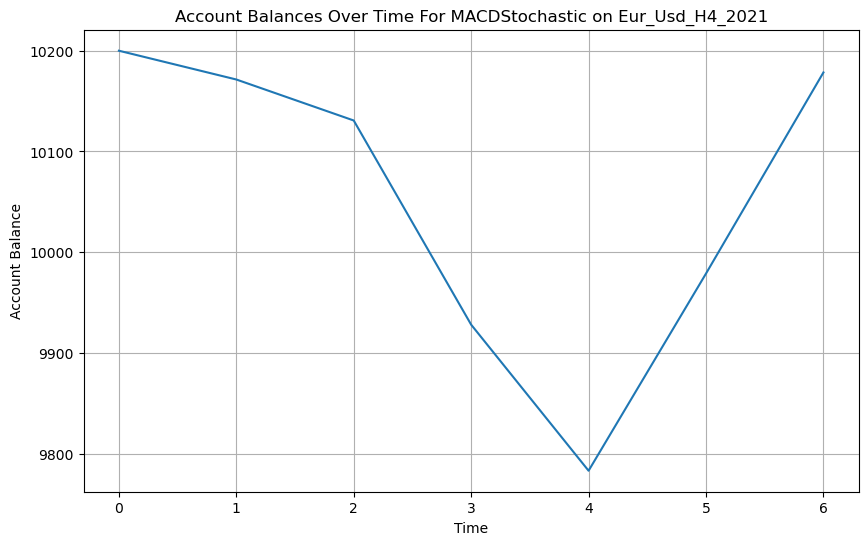 Account Balances Over Time For MACDStochastic on Eur_Usd_H4_2021
10200
10100
10000
9900
9800
Account Balance
0 1 2 3 4 5 6
Time